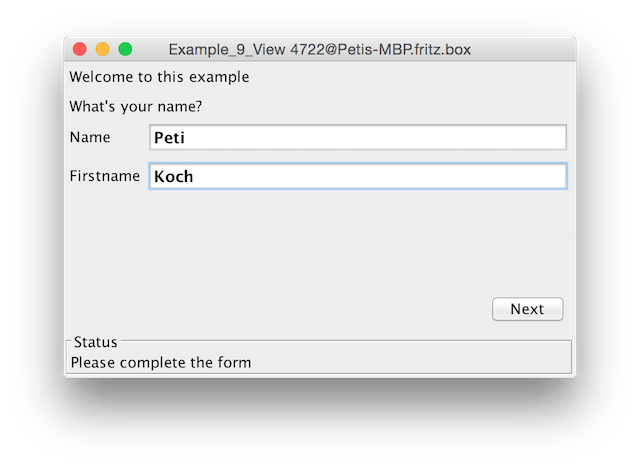 Example_9_View 4722@Petis-MBP.fritz.box
Welcome to this example
What's your name?
Name Peti
Firstname Koch
Next
Status
Please complete the form